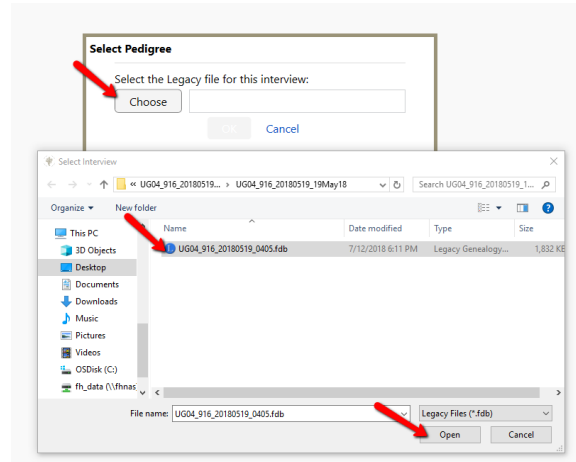 Select Pedigree
Select the Legacy file for this interview:
Choose
OK Cancel
Select Interview
« UG04_916_20180519... › UG04_916_20180519_19May18 Search UG04_916_20180519_1...
Organize New folder
Name Date modified Type Size
This PC
UG04_916_20180519_0405.fdb 7/12/2018 6:11 PM Legacy Genealogy... 1,832 KB
3D Objects
Desktop
Documents
Downloads
Music
Pictures
Videos
OSDisk (C:)
fh_data (\\fhnas
File name: UG04_916_20180519_0405.fdb Legacy Files (*.fdb)
Open Cancel